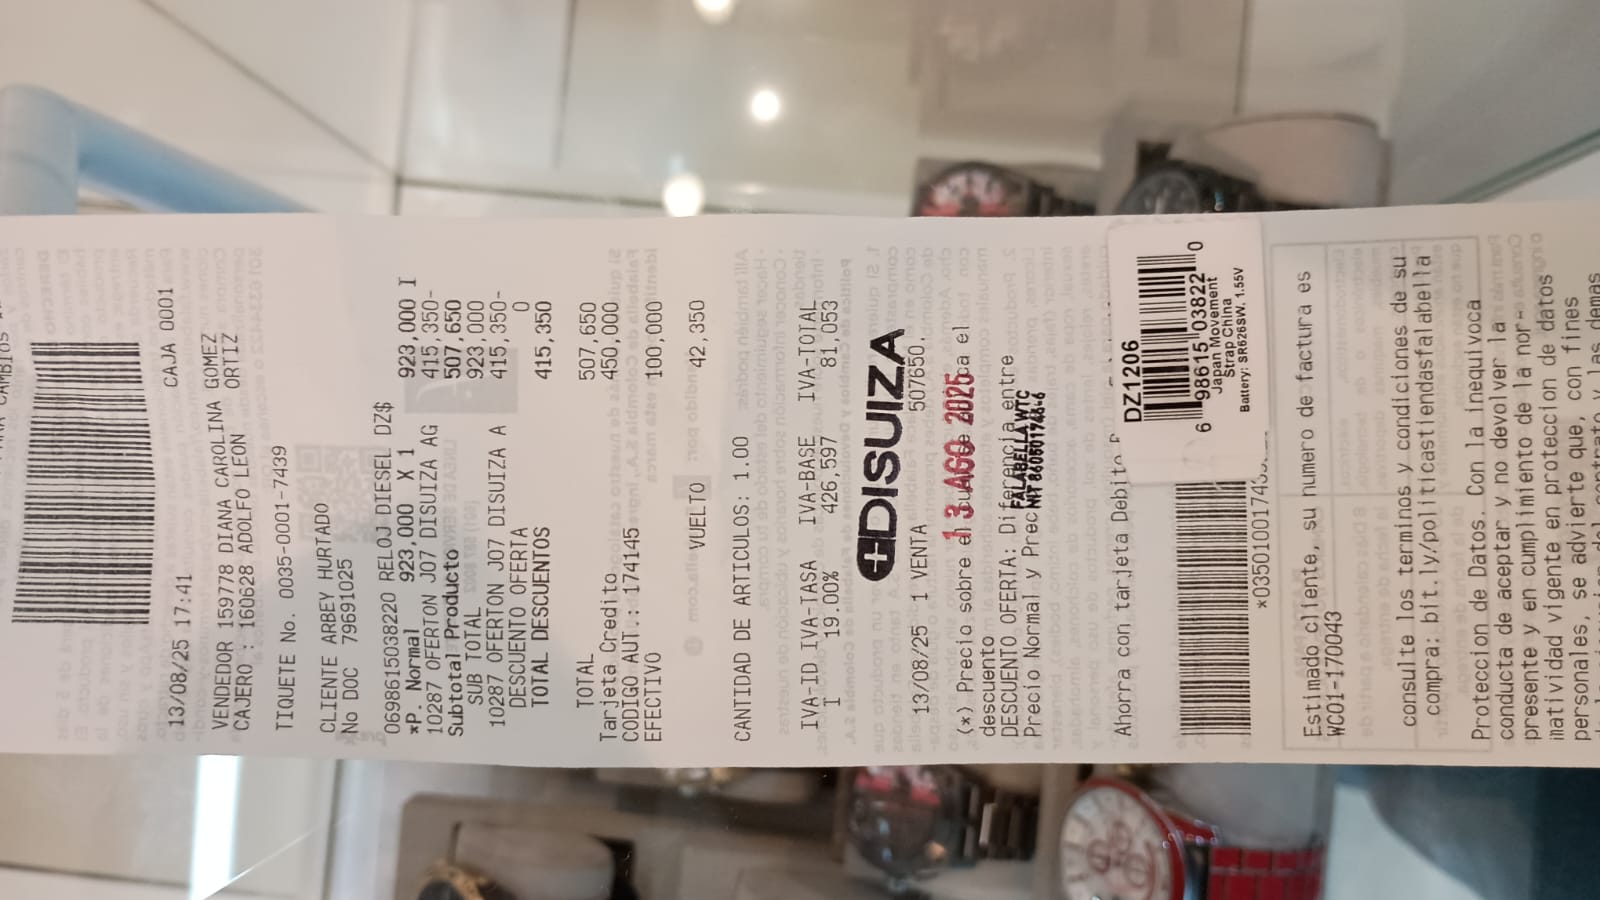 13/08/25 17:41 CAJA 0001
VENDEDOR 159778 DIANA CAROLINA GOMEZ
CAJERO : 160628 ADOLFO LEON ORTIZ
TIQUETE No. 0035-0001-7439
CLIENTE ARBEY HURTADO
No DOC 79691025
0698615038220 RELOJ DIESEL DZ$
*P. Normal 923,000 X 1 923,000 I
10287 OFERTON J07 DISUIZA AG 415,350-
Subtotal Producto 507,650
SUB TOTAL 923,000
10287 OFERTON J07 DISUIZA A 415,350-
DESCUENTO OFERTA 0
TOTAL DESCUENTOS 415,350
TOTAL 507,650
Tarjeta Credito 450,000
CODIGO AUT.: 174145
EFECTIVO 100,000
VUELTO 42,350
CANTIDAD DE ARTICULOS: 1.00
IVA-ID IVA-TASA IVA-BASE IVA-TOTAL
I 19.00% 426,597 81,053
DISUIZA
13/08/25 1 VENTA 507650.
(*) Precio sobre el cual se aplica el
descuento
13 AGO 2025
DESCUENTO OFERTA: Diferencia entre
Precio Normal y Prec
FALABELLA WTC
NIT 860501746-6
Ahorra con tarjeta Debito
DZ1206
6 98615 03822 0
Japan Movement
Strap China
Battery: SR626SW, 1.55V
Estimado cliente, su numero de factura es
WC01-170043
consulte los terminos y condiciones de su
compra: bit.ly/politicastiendasfalabella
Proteccion de Datos. Con la inequivoca
conducta de aceptar y no devolver la
presente y en cumplimiento de la nor-
matividad vigente en proteccion de datos
personales, se advierte que, con fines